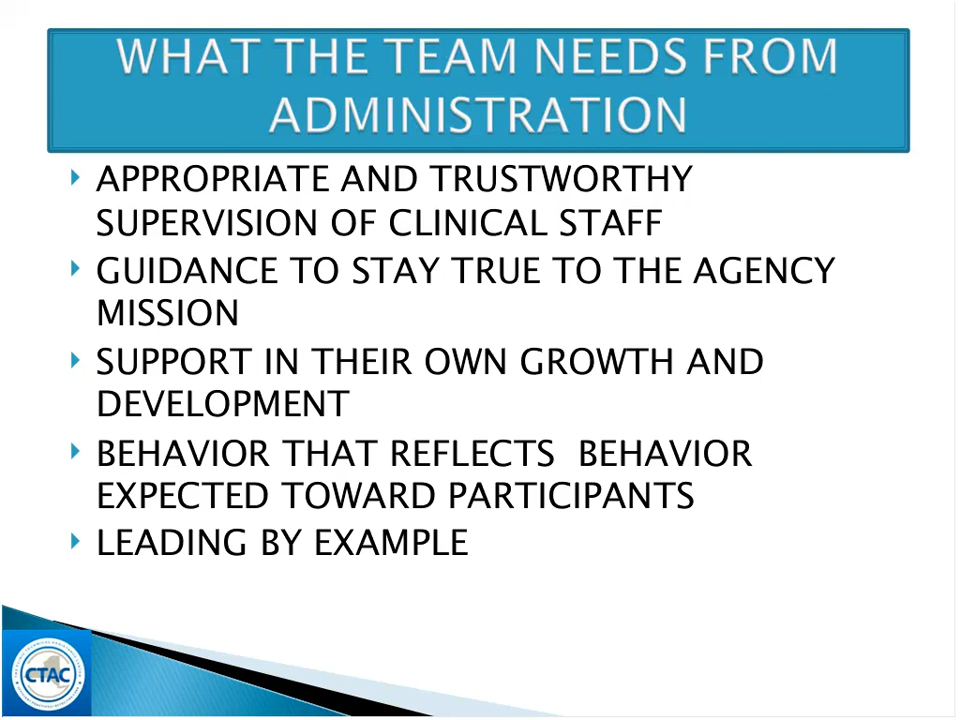 WHAT THE TEAM NEEDS FROM
ADMINISTRATION
APPROPRIATE AND TRUSTWORTHY
SUPERVISION OF CLINICAL STAFF
GUIDANCE TO STAY TRUE TO THE AGENCY
MISSION
SUPPORT IN THEIR OWN GROWTH AND
DEVELOPMENT
BEHAVIOR THAT REFLECTS  BEHAVIOR
EXPECTED TOWARD PARTICIPANTS
LEADING BY EXAMPLE
CTAC